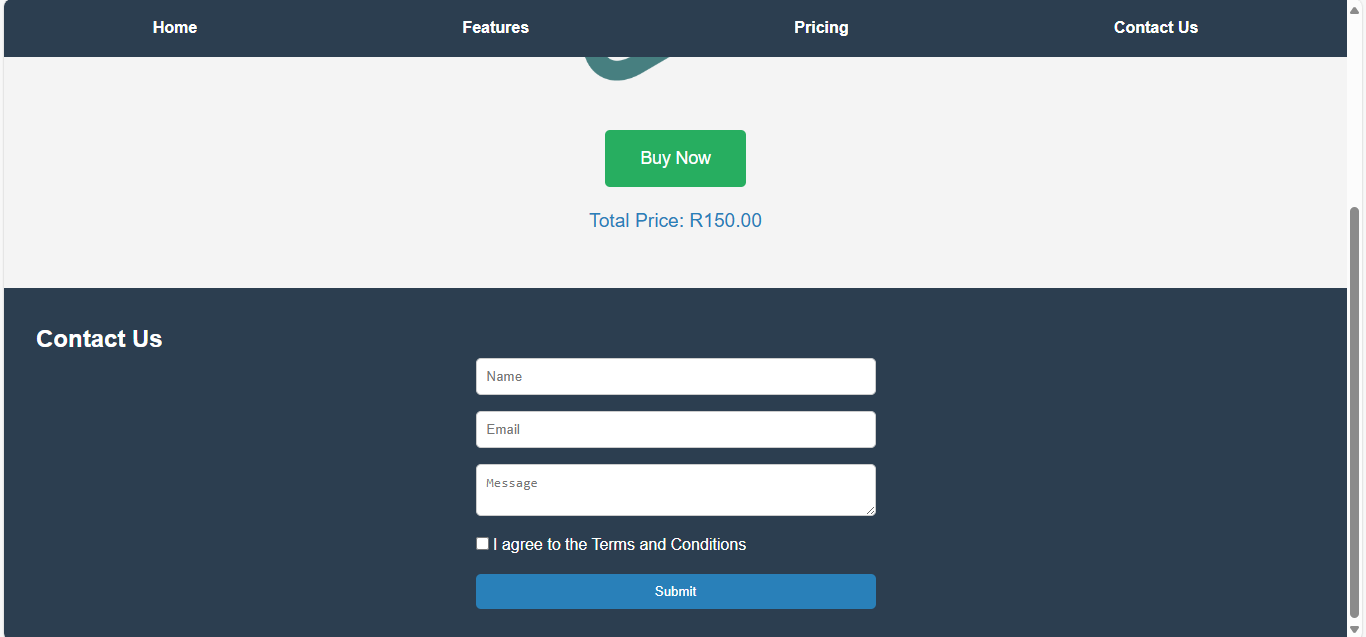 Home Features Pricing Contact Us
Buy Now
Total Price: R150.00
Contact Us
Name
Email
Message
I agree to the Terms and Conditions
Submit